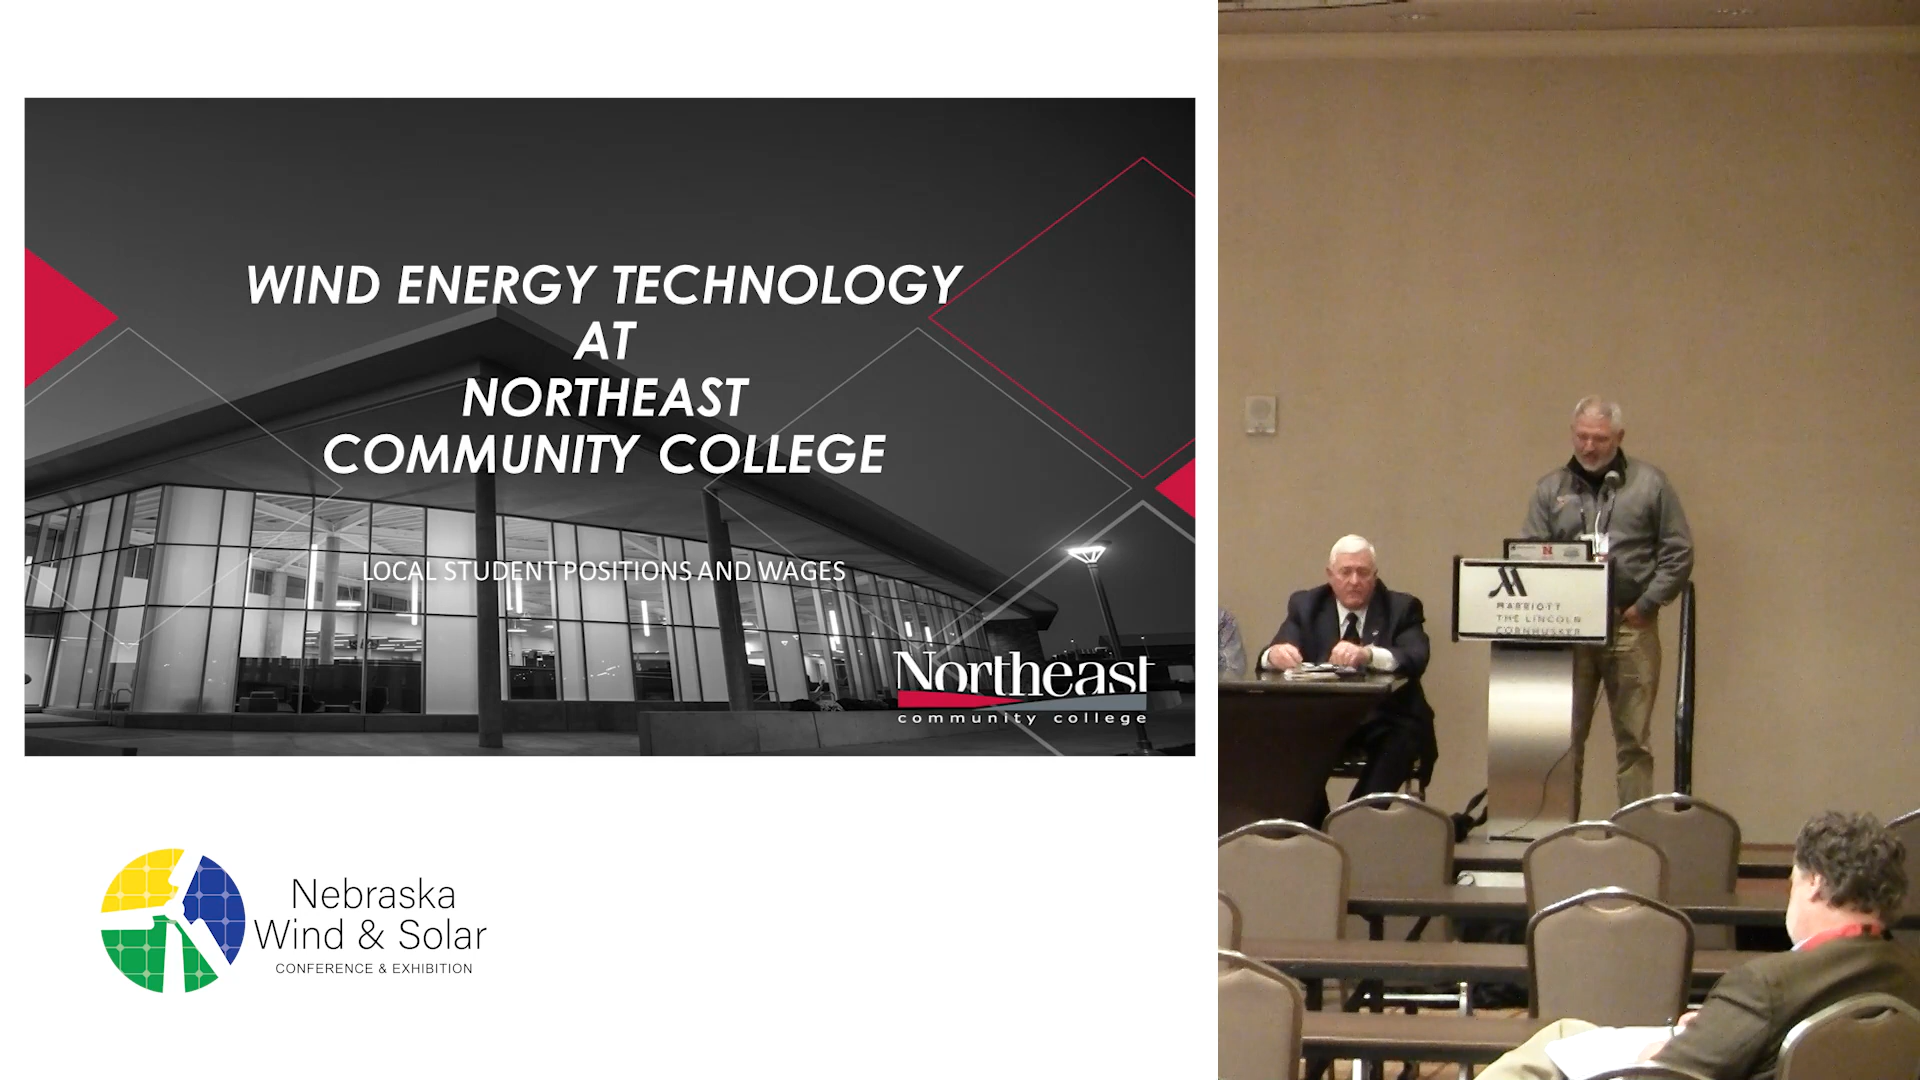 WIND ENERGY TECHNOLOGY
AT
NORTHEAST
COMMUNITY COLLEGE
LOCAL STUDENT POSITIONS AND WAGES
Northeast
community college
Nebraska
Wind & Solar
CONFERENCE & EXHIBITION
MARRIOTT
THE LINCOLN
CORNHUSKER